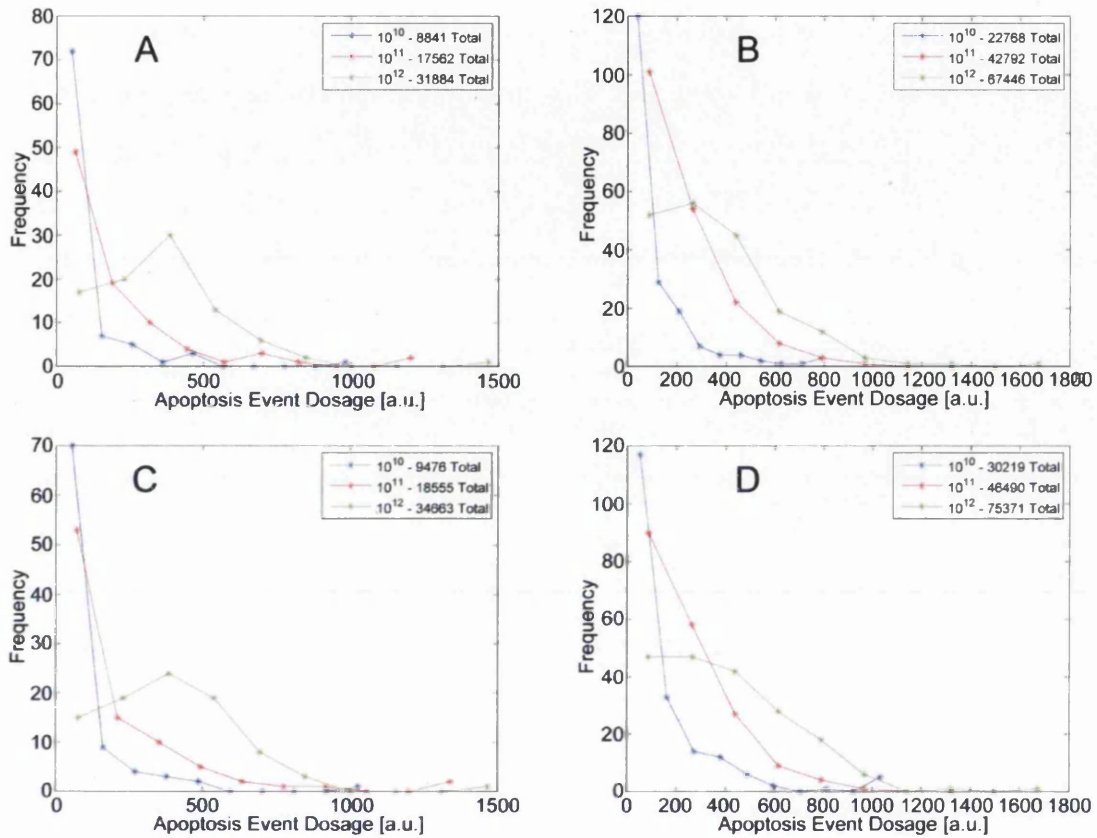 A
10^10 - 8841 Total
10^11 - 17562 Total
10^12 - 31884 Total
Frequency
80
70
60
50
40
30
20
10
0
0 500 1000 1500
Apoptosis Event Dosage [a.u.]
B
10^10 - 22768 Total
10^11 - 42792 Total
10^12 - 67446 Total
Frequency
120
100
80
60
40
20
0
0 200 400 600 800 1000 1200 1400 1600 1800
Apoptosis Event Dosage [a.u.]
C
10^10 - 9476 Total
10^11 - 18555 Total
10^12 - 34663 Total
Frequency
70
60
50
40
30
20
10
0
0 500 1000 1500
Apoptosis Event Dosage [a.u.]
D
10^10 - 30219 Total
10^11 - 46490 Total
10^12 - 75371 Total
Frequency
120
100
80
60
40
20
0
0 200 400 600 800 1000 1200 1400 1600 1800
Apoptosis Event Dosage [a.u.]